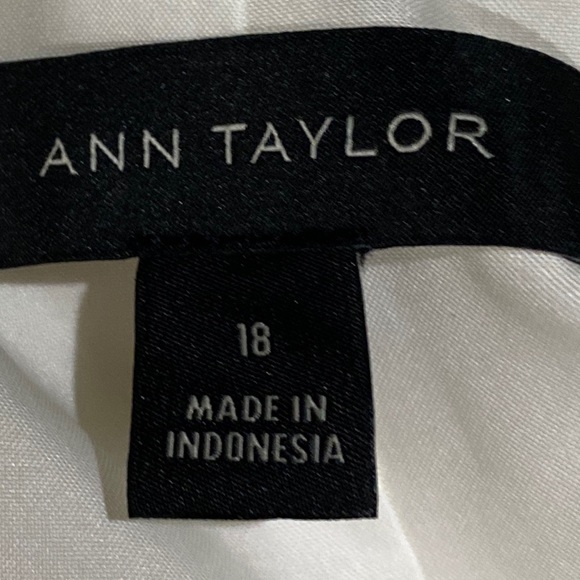 ANN TAYLOR
18
MADE IN
INDONESIA